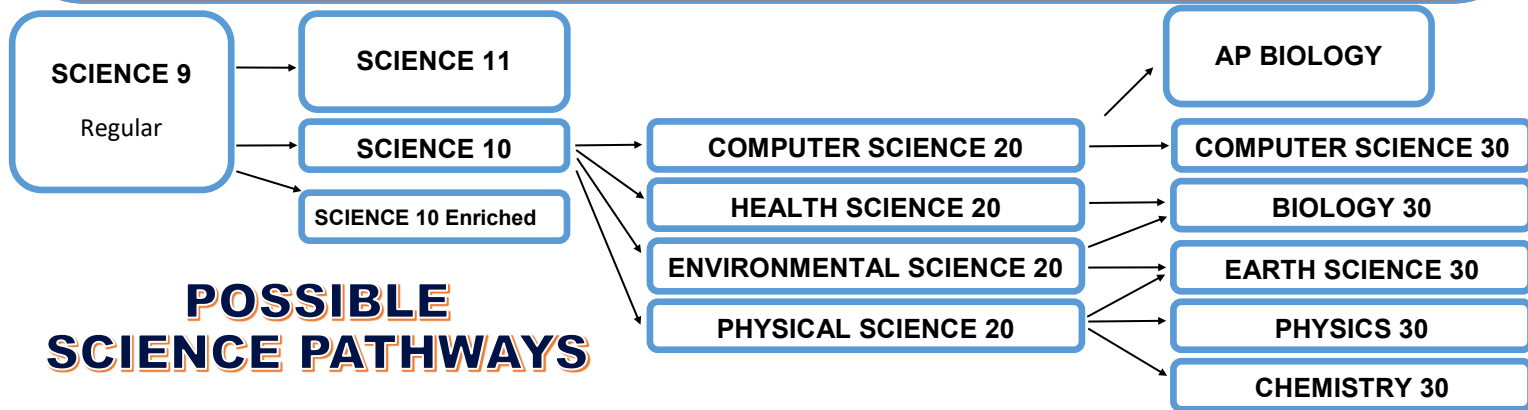 SCIENCE 9
Regular
SCIENCE 11
SCIENCE 10
SCIENCE 10 Enriched
COMPUTER SCIENCE 20
HEALTH SCIENCE 20
ENVIRONMENTAL SCIENCE 20
PHYSICAL SCIENCE 20
AP BIOLOGY
COMPUTER SCIENCE 30
BIOLOGY 30
EARTH SCIENCE 30
PHYSICS 30
CHEMISTRY 30
POSSIBLE
SCIENCE PATHWAYS